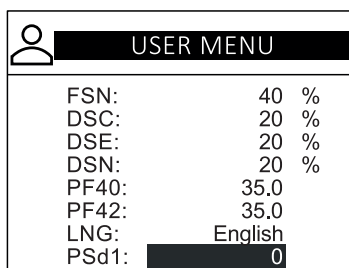 USER MENU
FSN: 40 %
DSC: 20 %
DSE: 20 %
DSN: 20 %
PF40: 35.0
PF42: 35.0
LNG: English
PSd1: 0